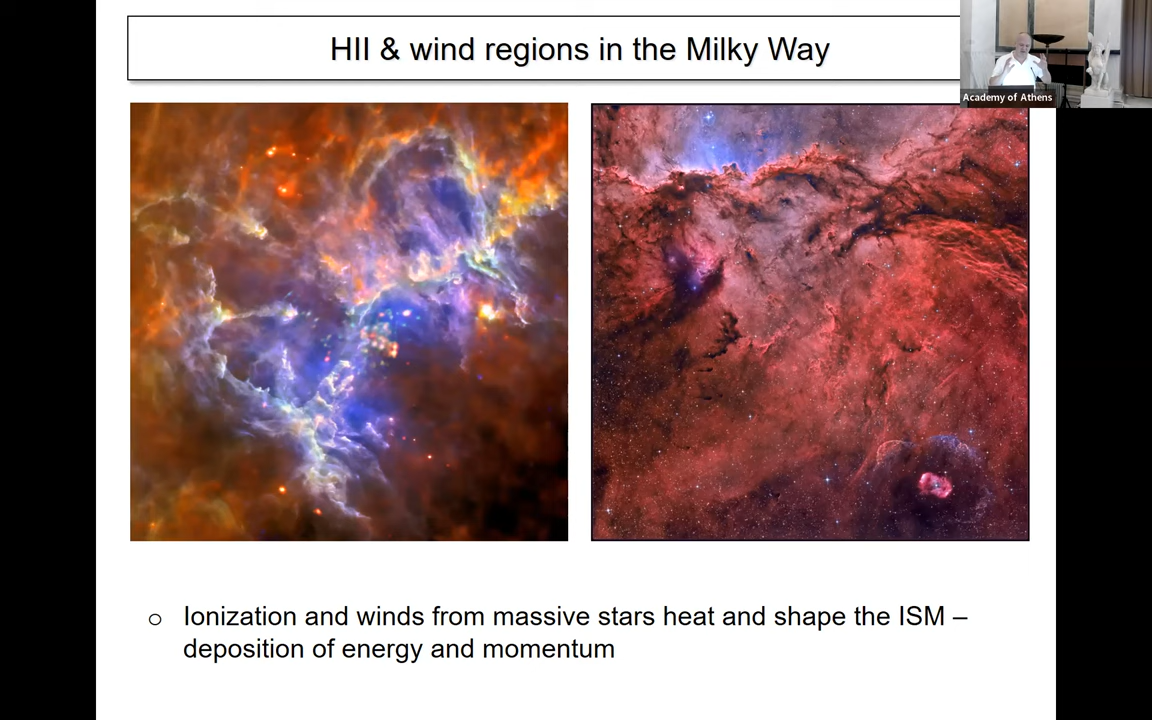 HII & wind regions in the Milky Way
Academy of Athens
o Ionization and winds from massive stars heat and shape the ISM –
deposition of energy and momentum